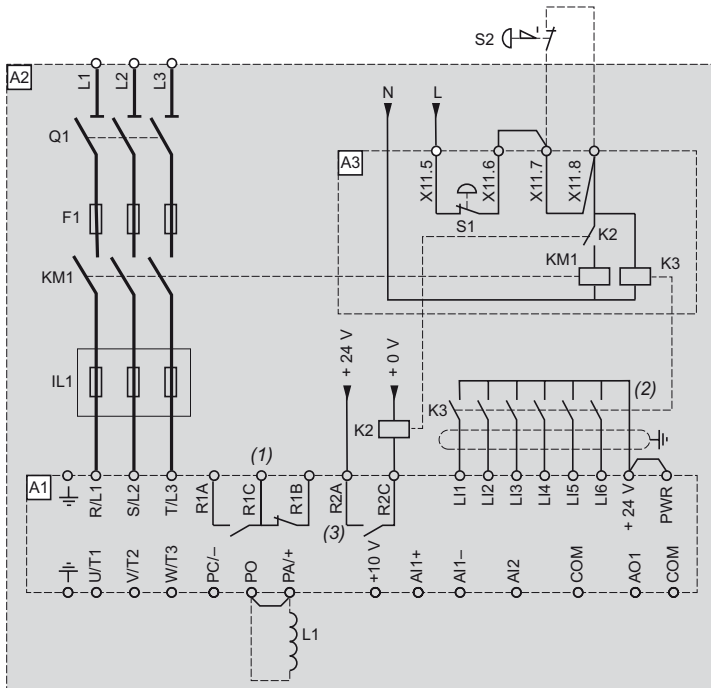 S2
A2
L1
L2
L3
N
L
Q1
A3
X11.5
X11.6
X11.7
X11.8
S1
K2
F1
KM1
K3
KM1
+ 24 V
+ 0 V
IL1
K2
K3
(2)
(1)
A1
R/L1
S/L2
T/L3
R1A
R1C
R1B
R2A
R2C
LI1
LI2
LI3
LI4
LI5
LI6
+ 24 V
PWR
(3)
U/T1
V/T2
W/T3
PC/–
PO
PA/+
+10 V
AI1+
AI1–
AI2
COM
AO1
COM
L1